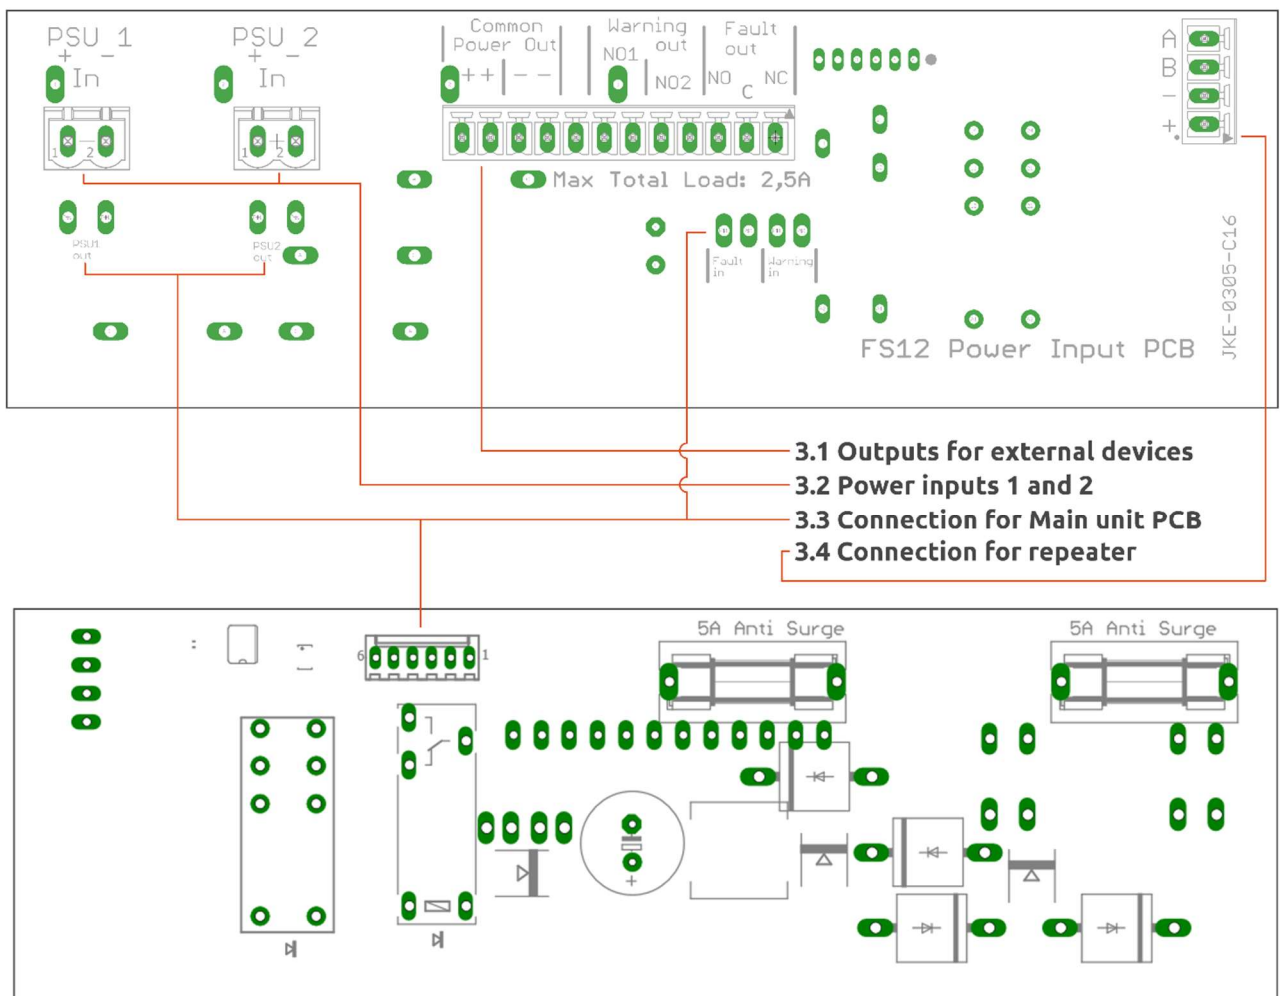 PSU_1
+ -
In
PSU_2
+ -
In
Common
Power Out
++ --
Warning
out
NO1
NO2
Fault
out
NO C NC
A
B
-
+
1 - 2
1 + 2
Max Total Load: 2,5A
PSU1
out
PSU2
out
Fault
in
Warning
in
JKE-0305-C16
FS12 Power Input PCB
3.1 Outputs for external devices
3.2 Power inputs 1 and 2
3.3 Connection for Main unit PCB
3.4 Connection for repeater
5A Anti Surge
5A Anti Surge
6 1
+